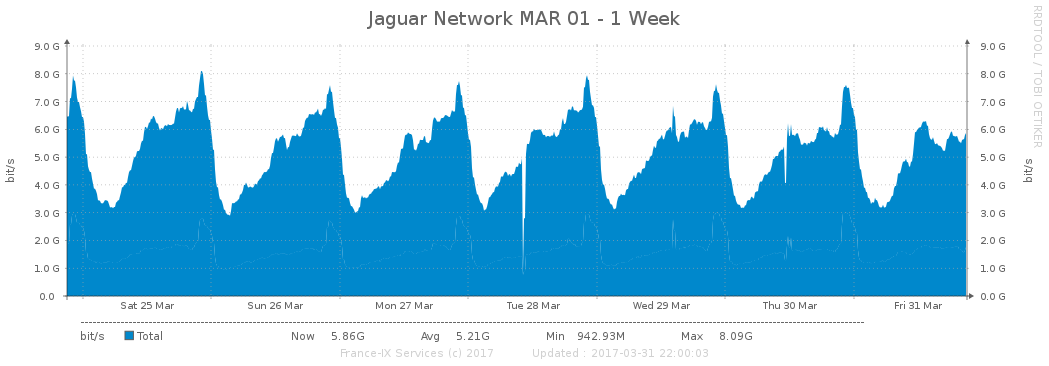 Jaguar Network MAR 01 - 1 Week
RRDTOOL / TOBI OETIKER
bit/s
9.0 G
8.0 G
7.0 G
6.0 G
5.0 G
4.0 G
3.0 G
2.0 G
1.0 G
0.0
9.0 G
8.0 G
7.0 G
6.0 G
5.0 G
4.0 G
3.0 G
2.0 G
1.0 G
0.0 G
bit/s
Sat 25 Mar Sun 26 Mar Mon 27 Mar Tue 28 Mar Wed 29 Mar Thu 30 Mar Fri 31 Mar
bit/s Total Now 5.86G Avg 5.21G Min 942.93M Max 8.09G
France-IX Services (c) 2017 Updated : 2017-03-31 22:00:03